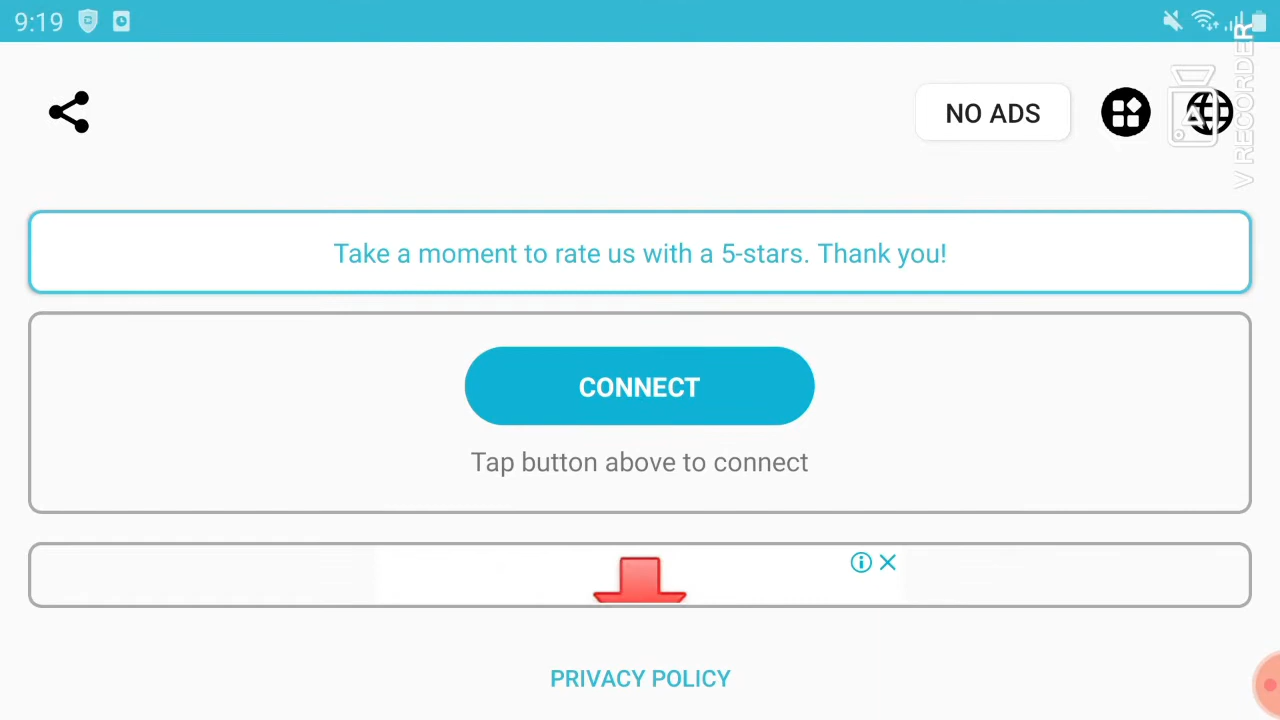 9:19
NO ADS
V RECORDER
Take a moment to rate us with a 5-stars. Thank you!
CONNECT
Tap button above to connect
PRIVACY POLICY